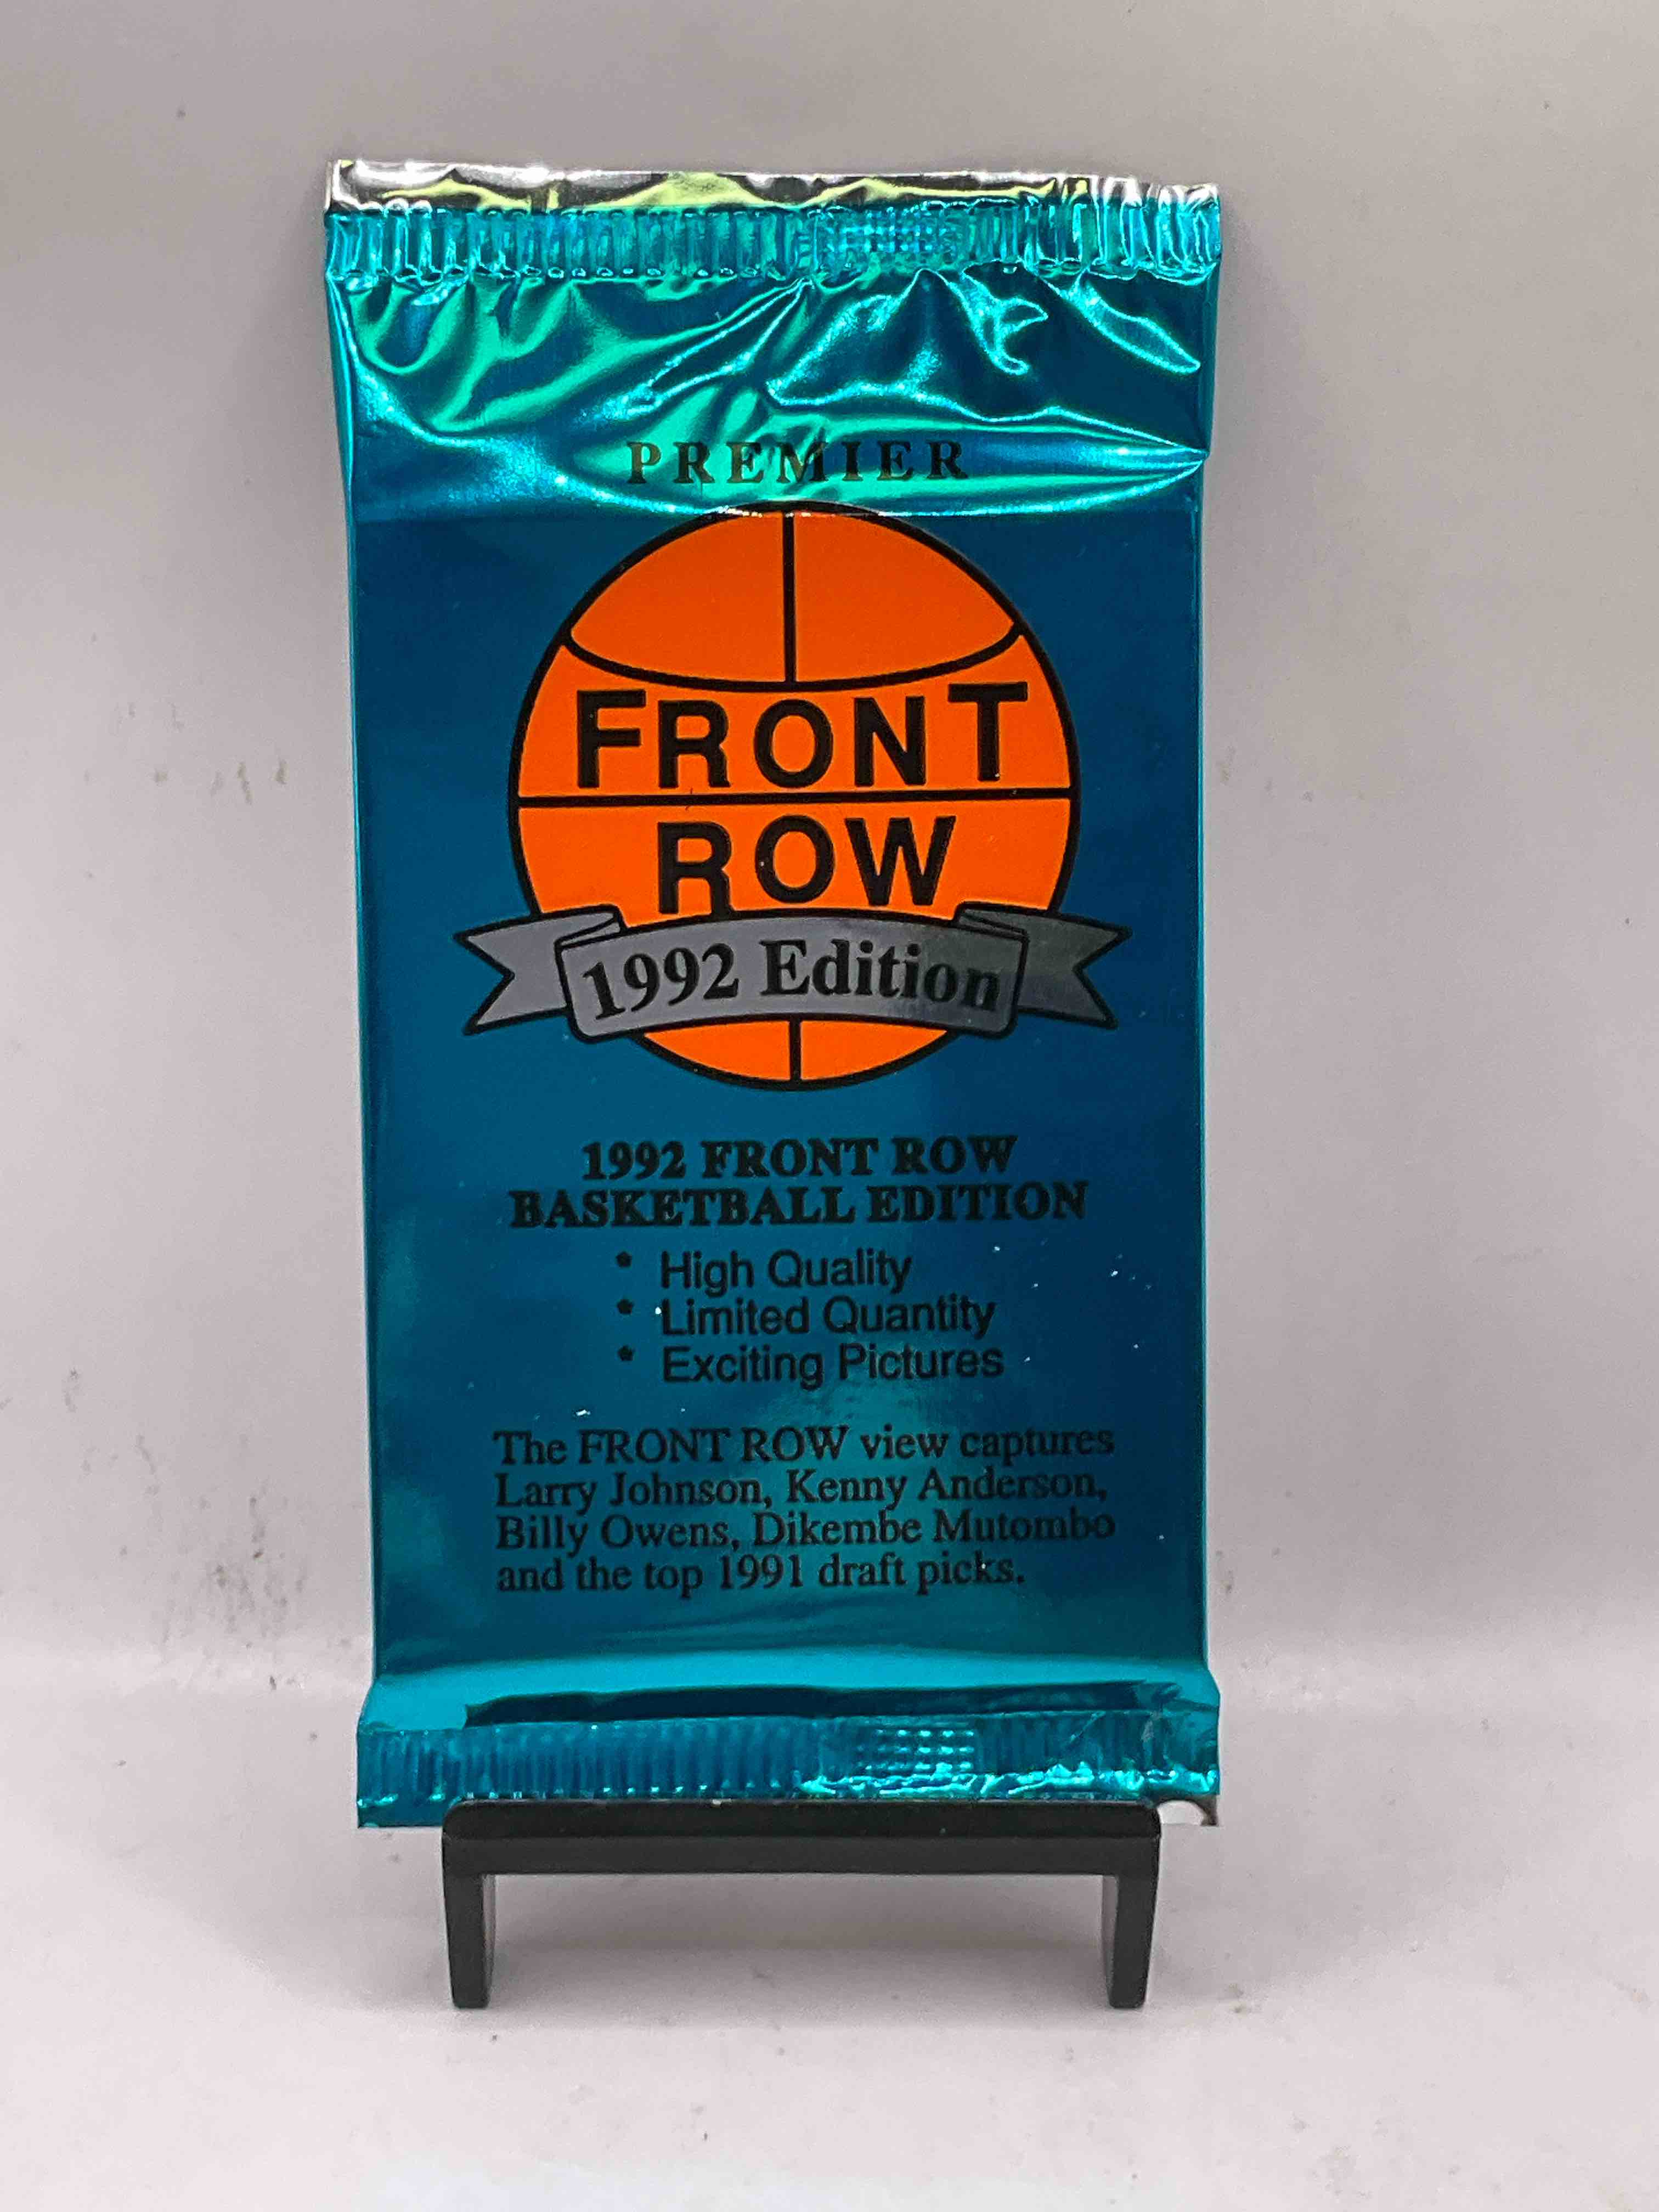 PREMIER
FRONT
ROW
1992 Edition
1992 FRONT ROW
BASKETBALL EDITION
* High Quality
* Limited Quantity
* Exciting Pictures
The FRONT ROW view captures
Larry Johnson, Kenny Anderson,
Billy Owens, Dikembe Mutombo
and the top 1991 draft picks.